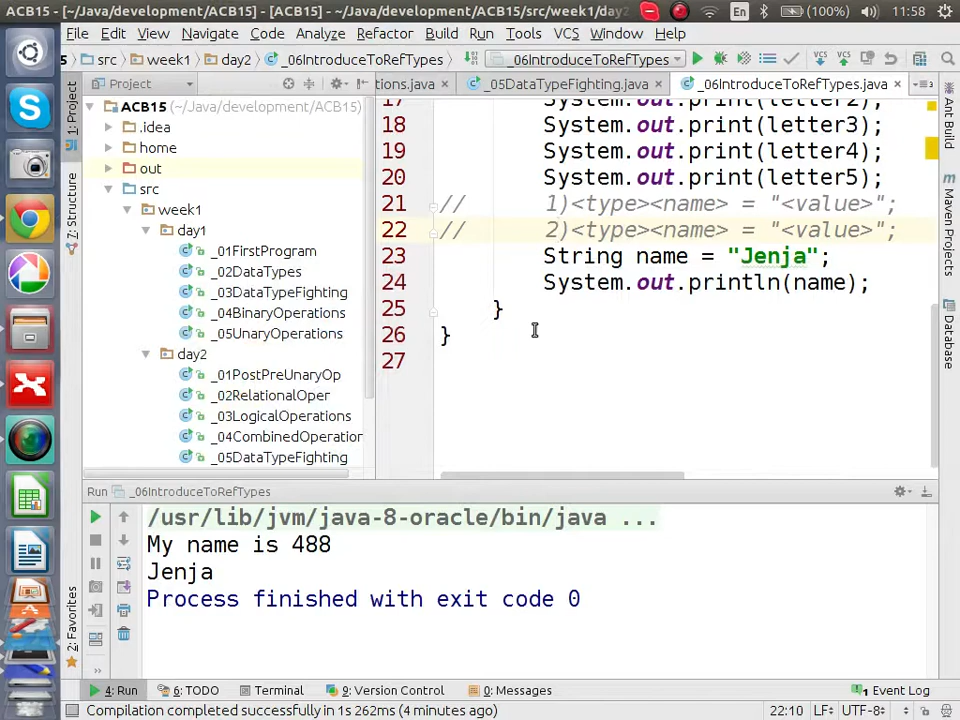 ACB15 - [~/Java/development/ACB15] - [ACB15] - .../src/week1/day2 En (100%) 11:58
File Edit View Navigate Code Analyze Refactor Build Run Tools VCS Window Help
5 src week1 day2 _06IntroduceToRefTypes _06IntroduceToRefTypes
Project tions.java _05DataTypeFighting.java _06IntroduceToRefTypes.java
1: Project
2: Structure
2: Favorites
ACB15 (~/Java/development/ACB15)
.idea
home
out
src
week1
day1
_01FirstProgram
_02DataTypes
_03DataTypeFighting
_04BinaryOperations
_05UnaryOperations
day2
_01PostPreUnaryOp
_02RelationalOper
_03LogicalOperations
_04CombinedOperation
_05DataTypeFighting
17 System.out.print(letter2);
18 System.out.print(letter3);
19 System.out.print(letter4);
20 System.out.print(letter5);
21 // 1)<type><name> = "<value>";
22 // 2)<type><name> = "<value>";
23 String name = "Jenja";
24 System.out.println(name);
25 }
26 }
27
Ant Build
m Maven Projects
Database
Run _06IntroduceToRefTypes
/usr/lib/jvm/java-8-oracle/bin/java ...
My name is 488
Jenja
Process finished with exit code 0
4: Run 6: TODO Terminal 9: Version Control 0: Messages 1 Event Log
Compilation completed successfully in 1s 262ms (4 minutes ago) 22:10 LF UTF-8